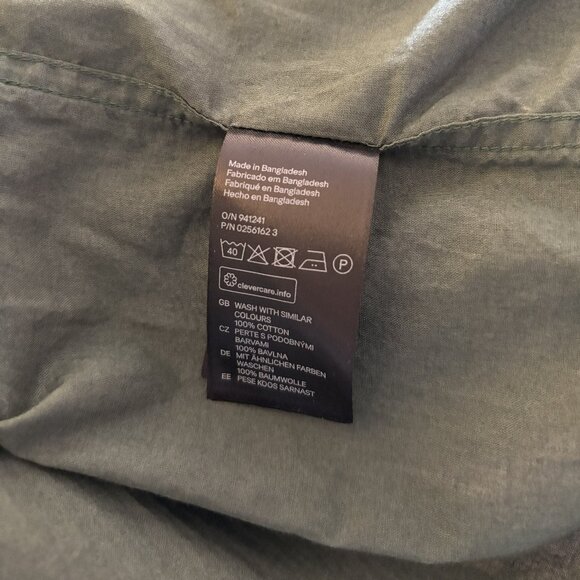 Made in Bangladesh
Fabricado em Bangladesh
Fabriqué en Bangladesh
Hecho en Bangladesh
O/N 941241
P/N 0256162 3
40 P
clevercare.info
GB WASH WITH SIMILAR
COLOURS
100% COTTON
CZ PERTE S PODOBNÝMI
BARVAMI
100% BAVLNA
DE MIT ÄHNLICHEN FARBEN
WASCHEN
100% BAUMWOLLE
EE PESE KOOS SARNAST